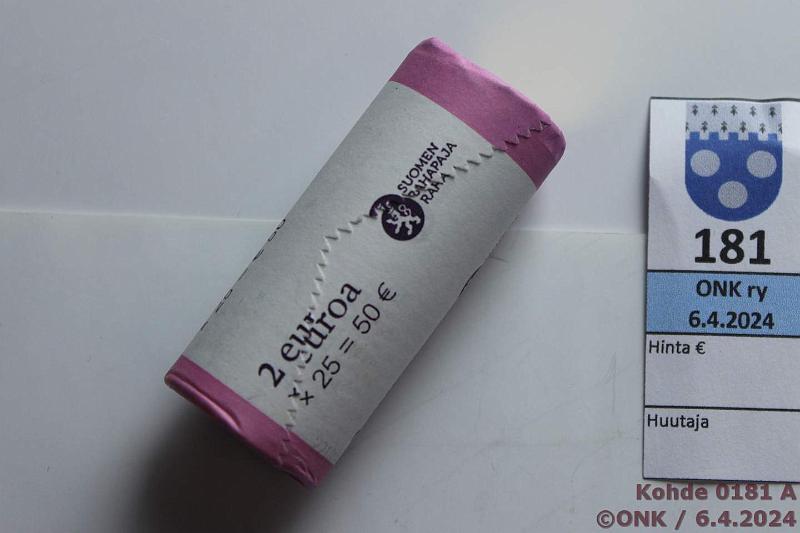 SUOMEN
RAHAPAJA
2 euroa
× 25 = 50 €
181
ONK ry
6.4.2024
Hinta €
Huutaja
Kohde 0181 A
©ONK / 6.4.2024